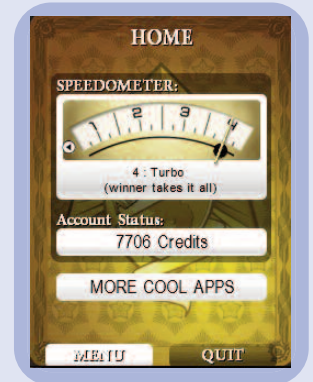 HOME
SPEEDOMETER:
1 2 3 4
4 : Turbo
(winner takes it all)
Account Status:
7706 Credits
MORE COOL APPS
MENU QUIT